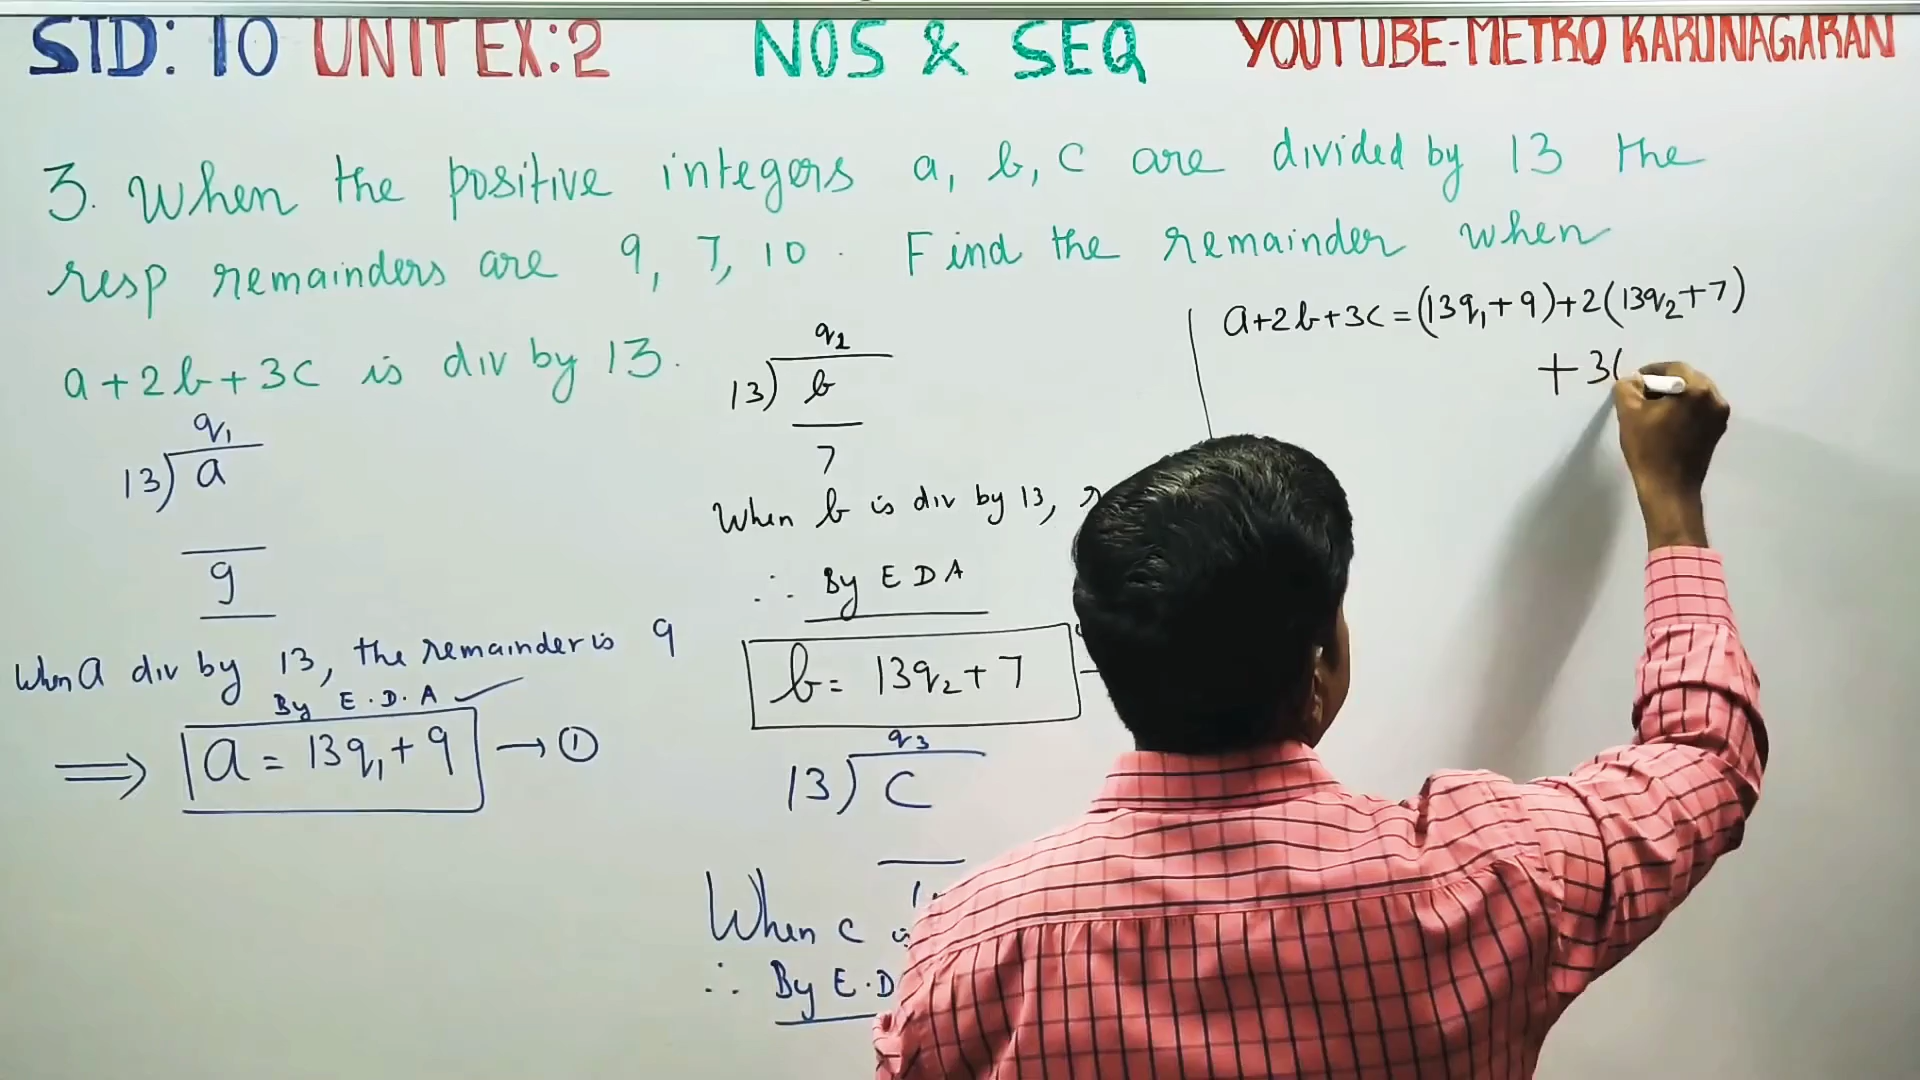 STD: 10 UNIT EX:2 NOS & SEQ YOUTUBE-METRO KARUNAGARAN
3. When the positive integers a, b, c are divided by 13 the
resp remainders are 9, 7, 10. Find the remainder when
a+2b+3c is div by 13.
q₁
13) a
9
When a div by 13, the remainder is 9
By E.D.A ✓
⟹ a = 13q₁+9 → ①
q₂
13) b
7
When b is div by 13,
∴ By E D A
b = 13q₂+7
q₃
13) c
When c
∴ By E.D
a+2b+3c = (13q₁+9)+2(13q₂+7)
+3(